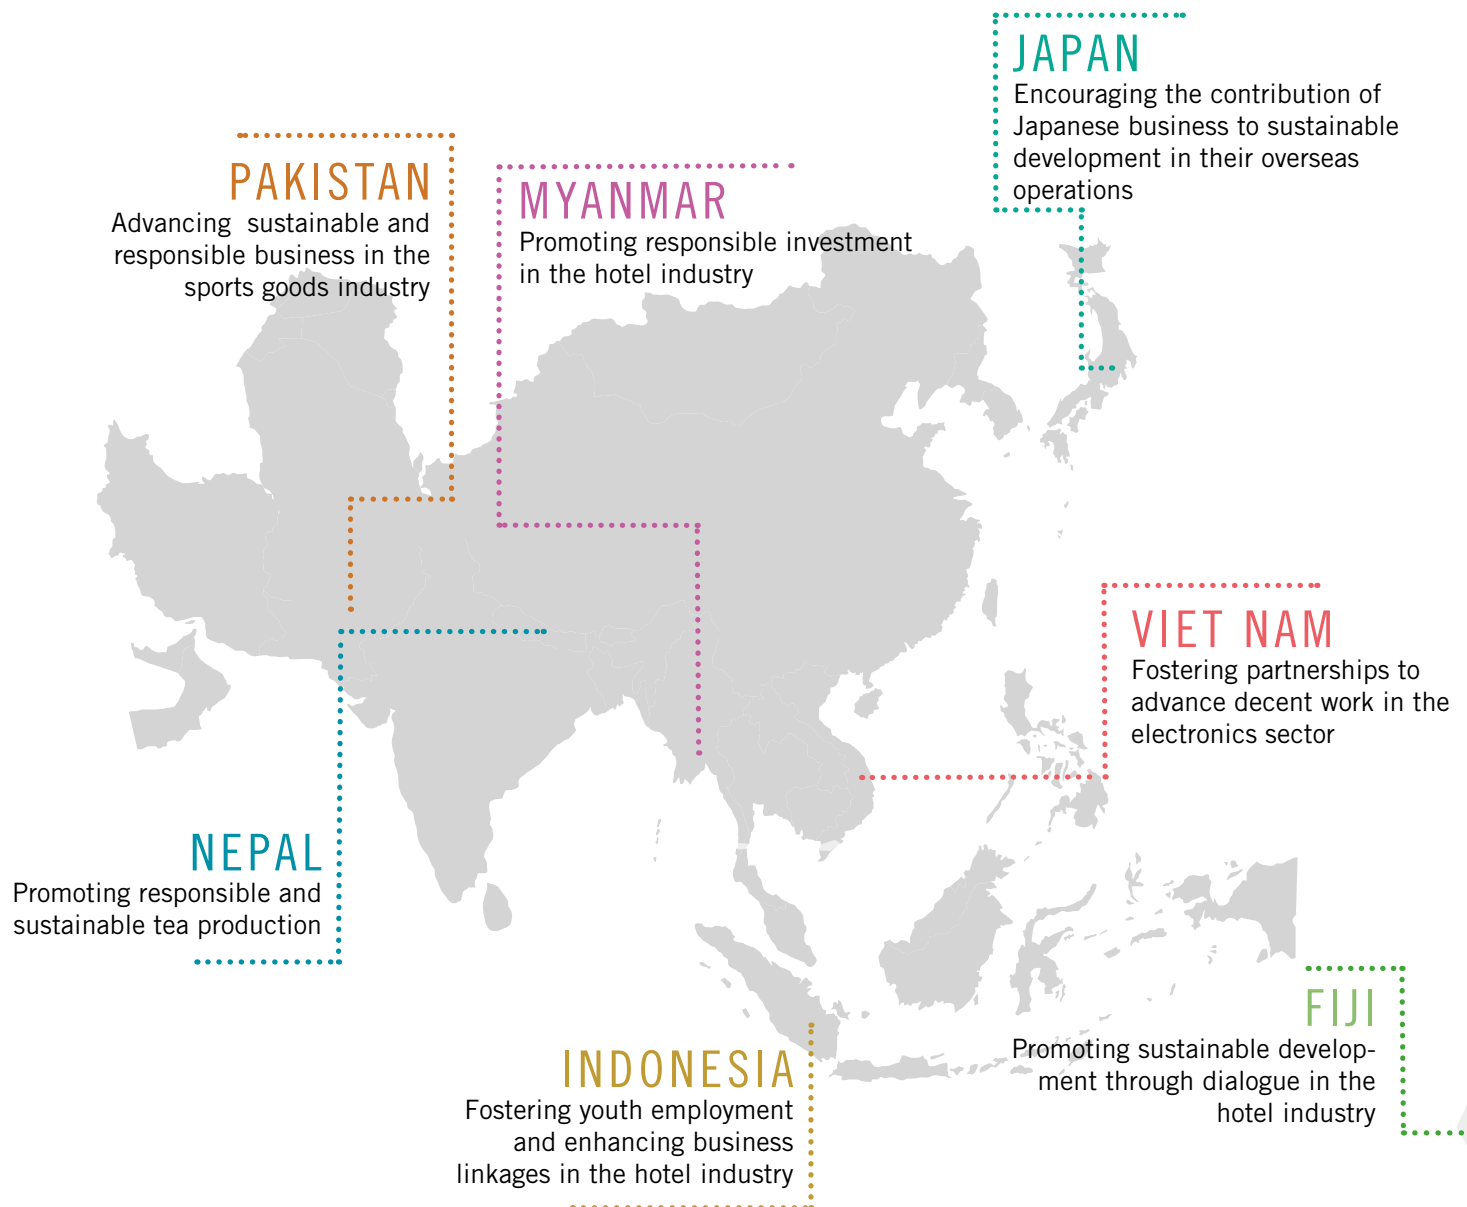 JAPAN
Encouraging the contribution of
Japanese business to sustainable
development in their overseas
operations
PAKISTAN
Advancing sustainable and
responsible business in the
sports goods industry
MYANMAR
Promoting responsible investment
in the hotel industry
VIET NAM
Fostering partnerships to
advance decent work in the
electronics sector
NEPAL
Promoting responsible and
sustainable tea production
FIJI
Promoting sustainable develop-
ment through dialogue in the
hotel industry
INDONESIA
Fostering youth employment
and enhancing business
linkages in the hotel industry